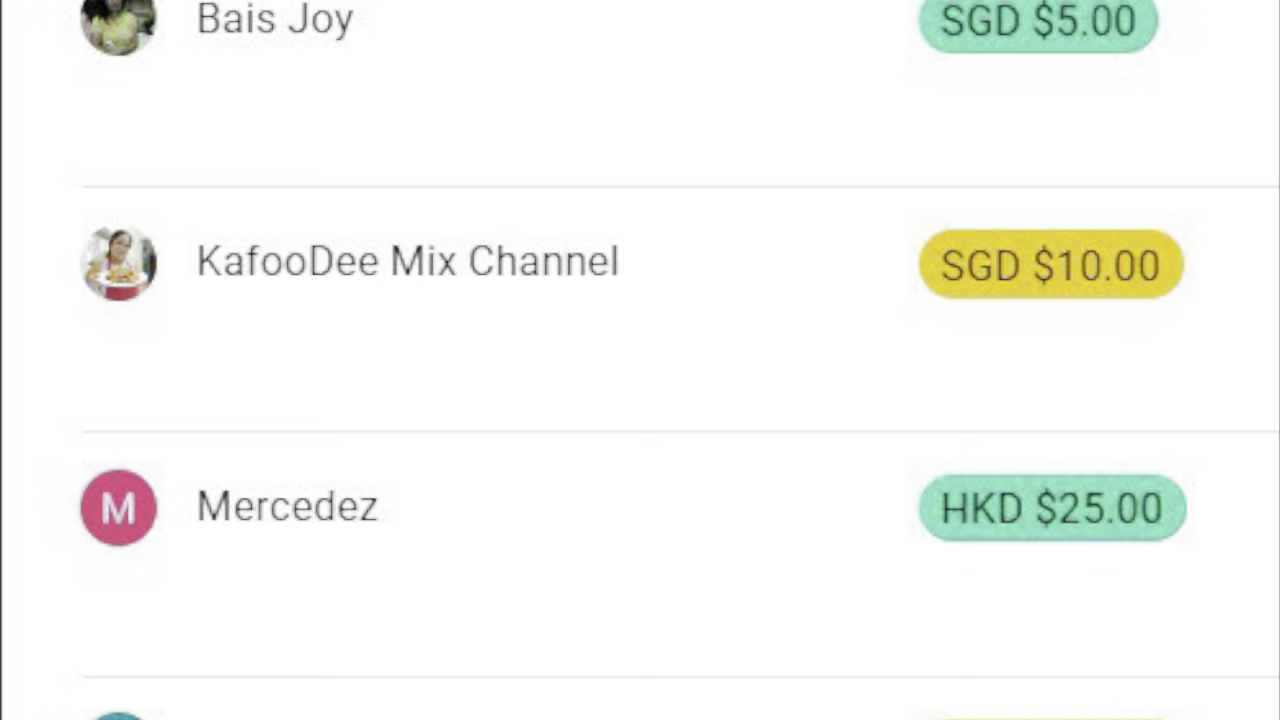 Bais Joy SGD $5.00
KafooDee Mix Channel SGD $10.00
M Mercedez HKD $25.00